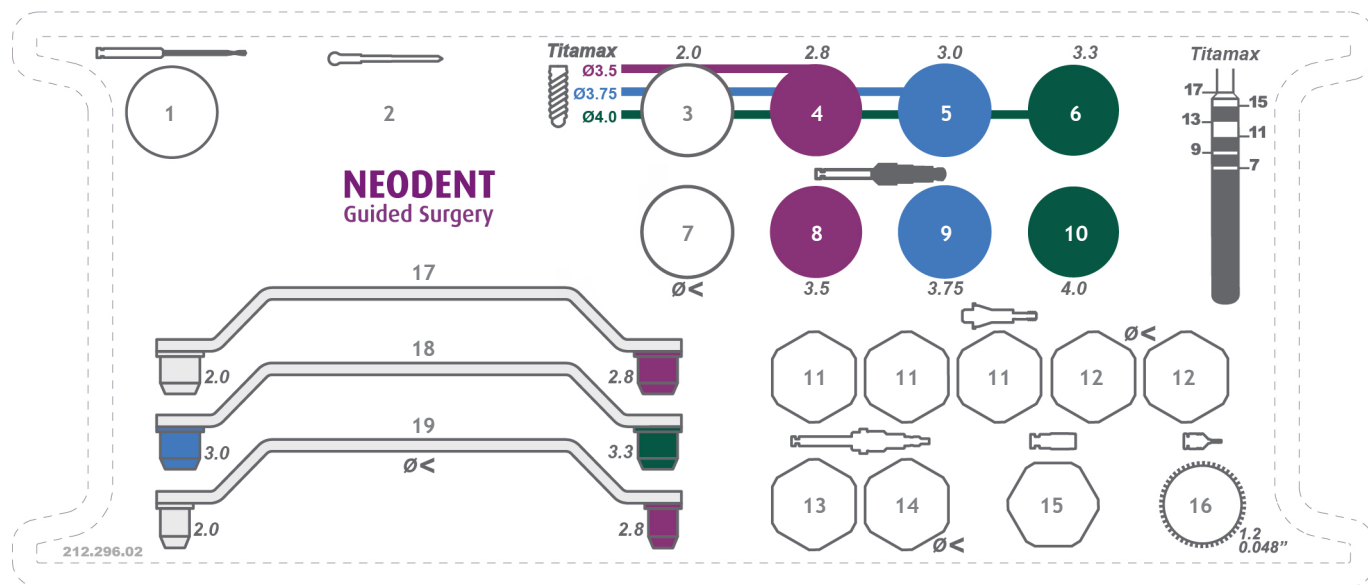 Titamax 2.0 2.8 3.0 3.3 Titamax
Ø3.5
Ø3.75
Ø4.0
1 2 3 4 5 6
17
15
13
11
9
7
NEODENT
Guided Surgery
7 8 9 10
Ø< 3.5 3.75 4.0
17
2.0 2.8
18
3.0 3.3
19
Ø<
2.0 2.8
Ø<
11 11 11 12 12
13 14 15 16
Ø<
1.2
0.048”
212.296.02